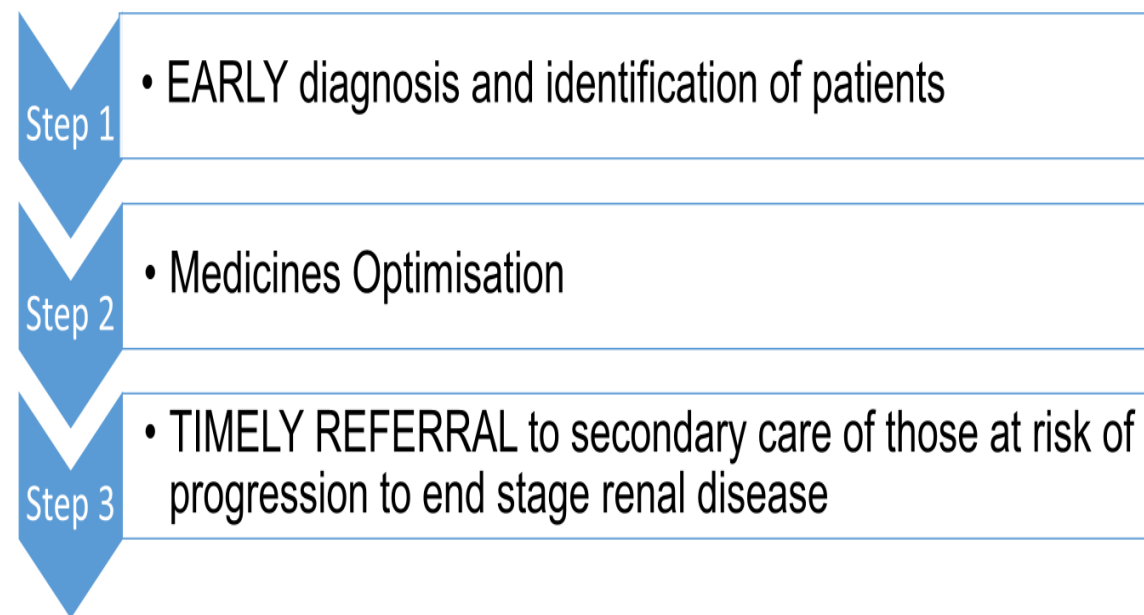 Step 1
• EARLY diagnosis and identification of patients
Step 2
• Medicines Optimisation
Step 3
• TIMELY REFERRAL to secondary care of those at risk of
progression to end stage renal disease